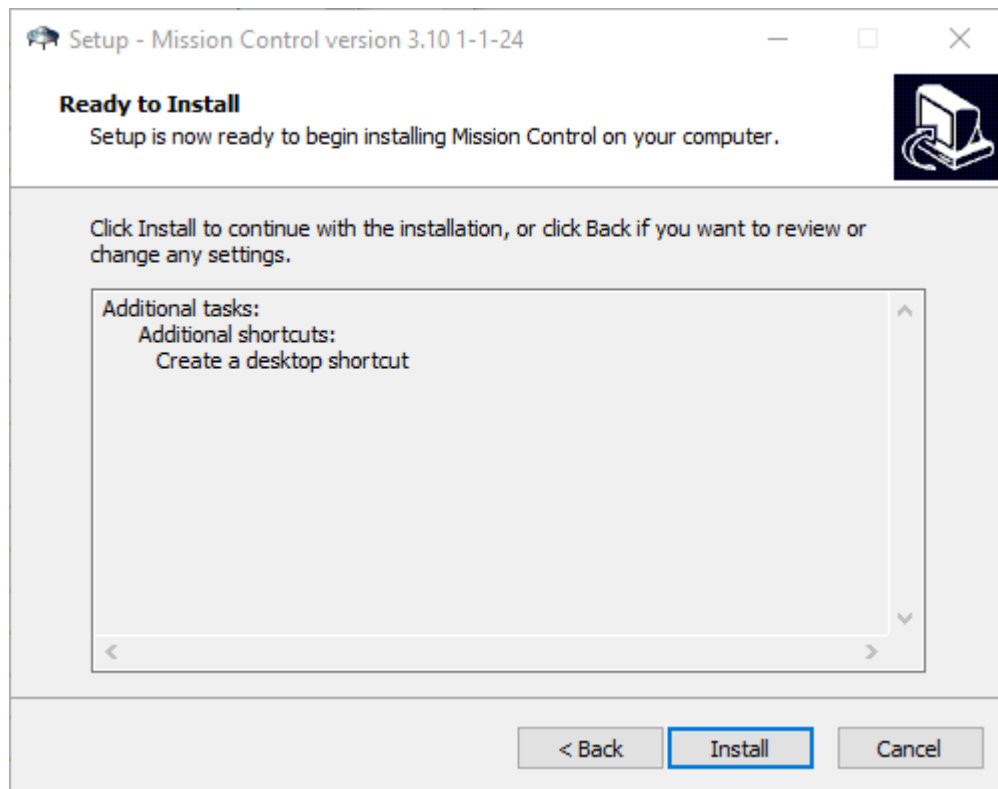 Setup - Mission Control version 3.10 1-1-24
Ready to Install
Setup is now ready to begin installing Mission Control on your computer.
Click Install to continue with the installation, or click Back if you want to review or
change any settings.
Additional tasks:
Additional shortcuts:
Create a desktop shortcut
< Back
Install
Cancel